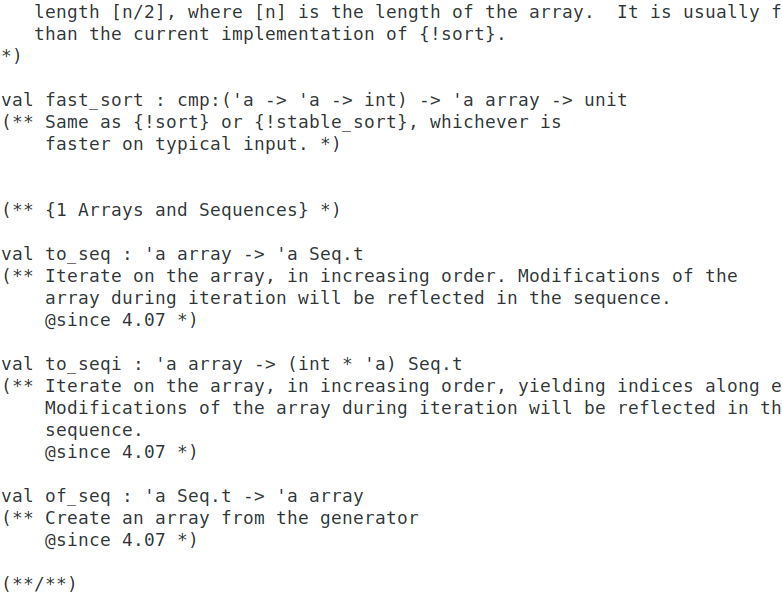 length [n/2], where [n] is the length of the array.  It is usually
than the current implementation of {!sort}.
*)
val fast_sort : cmp:('a -> 'a -> int) -> 'a array -> unit
(** Same as {!sort} or {!stable_sort}, whichever is
faster on typical input. *)
(** {1 Arrays and Sequences} *)
val to_seq : 'a array -> 'a Seq.t
(** Iterate on the array, in increasing order. Modifications of the
array during iteration will be reflected in the sequence.
@since 4.07 *)
val to_seqi : 'a array -> (int * 'a) Seq.t
(** Iterate on the array, in increasing order, yielding indices along
Modifications of the array during iteration will be reflected in
sequence.
@since 4.07 *)
val of_seq : 'a Seq.t -> 'a array
(** Create an array from the generator
@since 4.07 *)
(**/**)